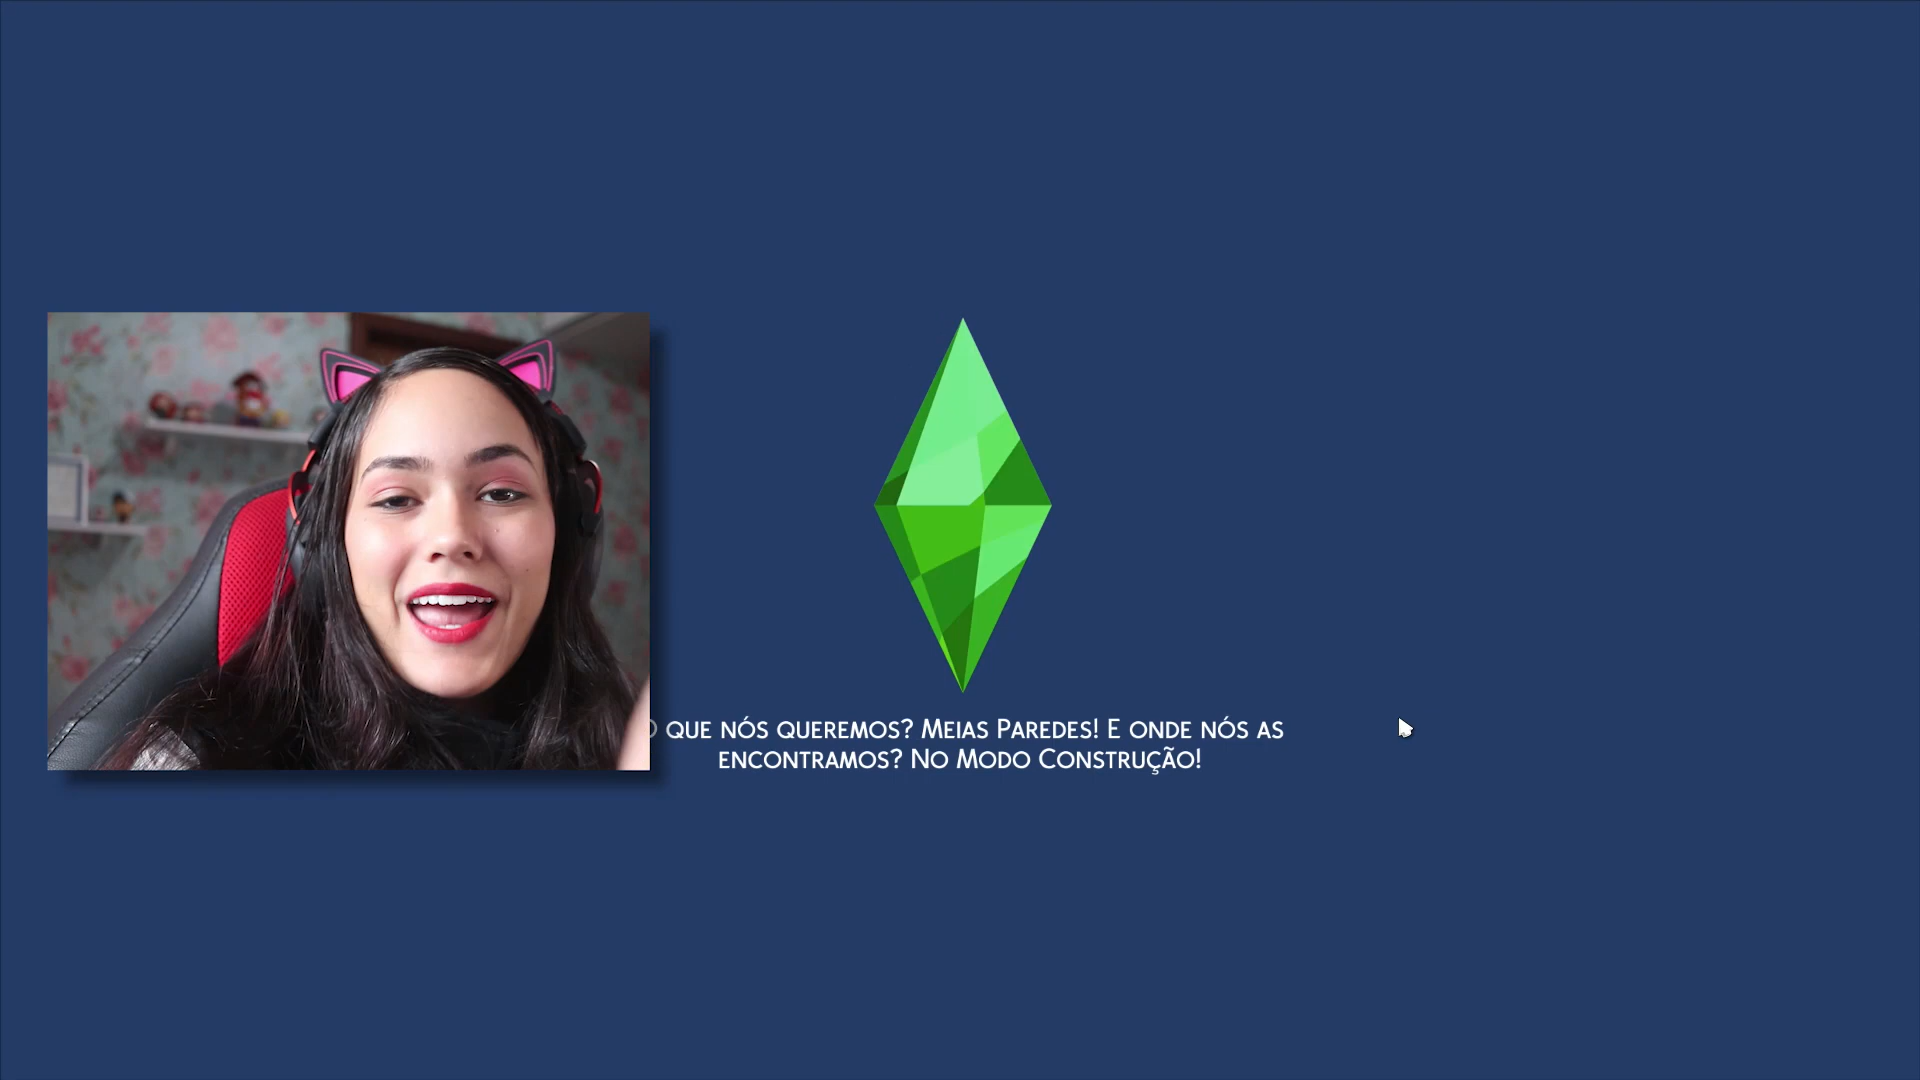 O QUE NÓS QUEREMOS? MEIAS PAREDES! E ONDE NÓS AS
ENCONTRAMOS? NO MODO CONSTRUÇÃO!